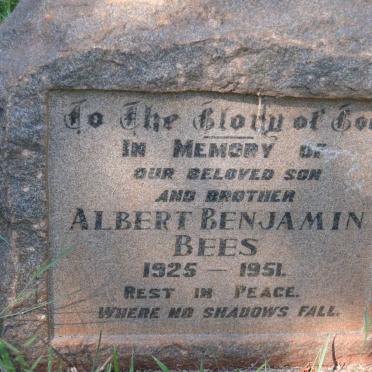 To The Glory of God
IN MEMORY OF
OUR BELOVED SON
AND BROTHER
ALBERT BENJAMIN
BEES
1925 — 1951.
REST IN PEACE.
WHERE NO SHADOWS FALL.